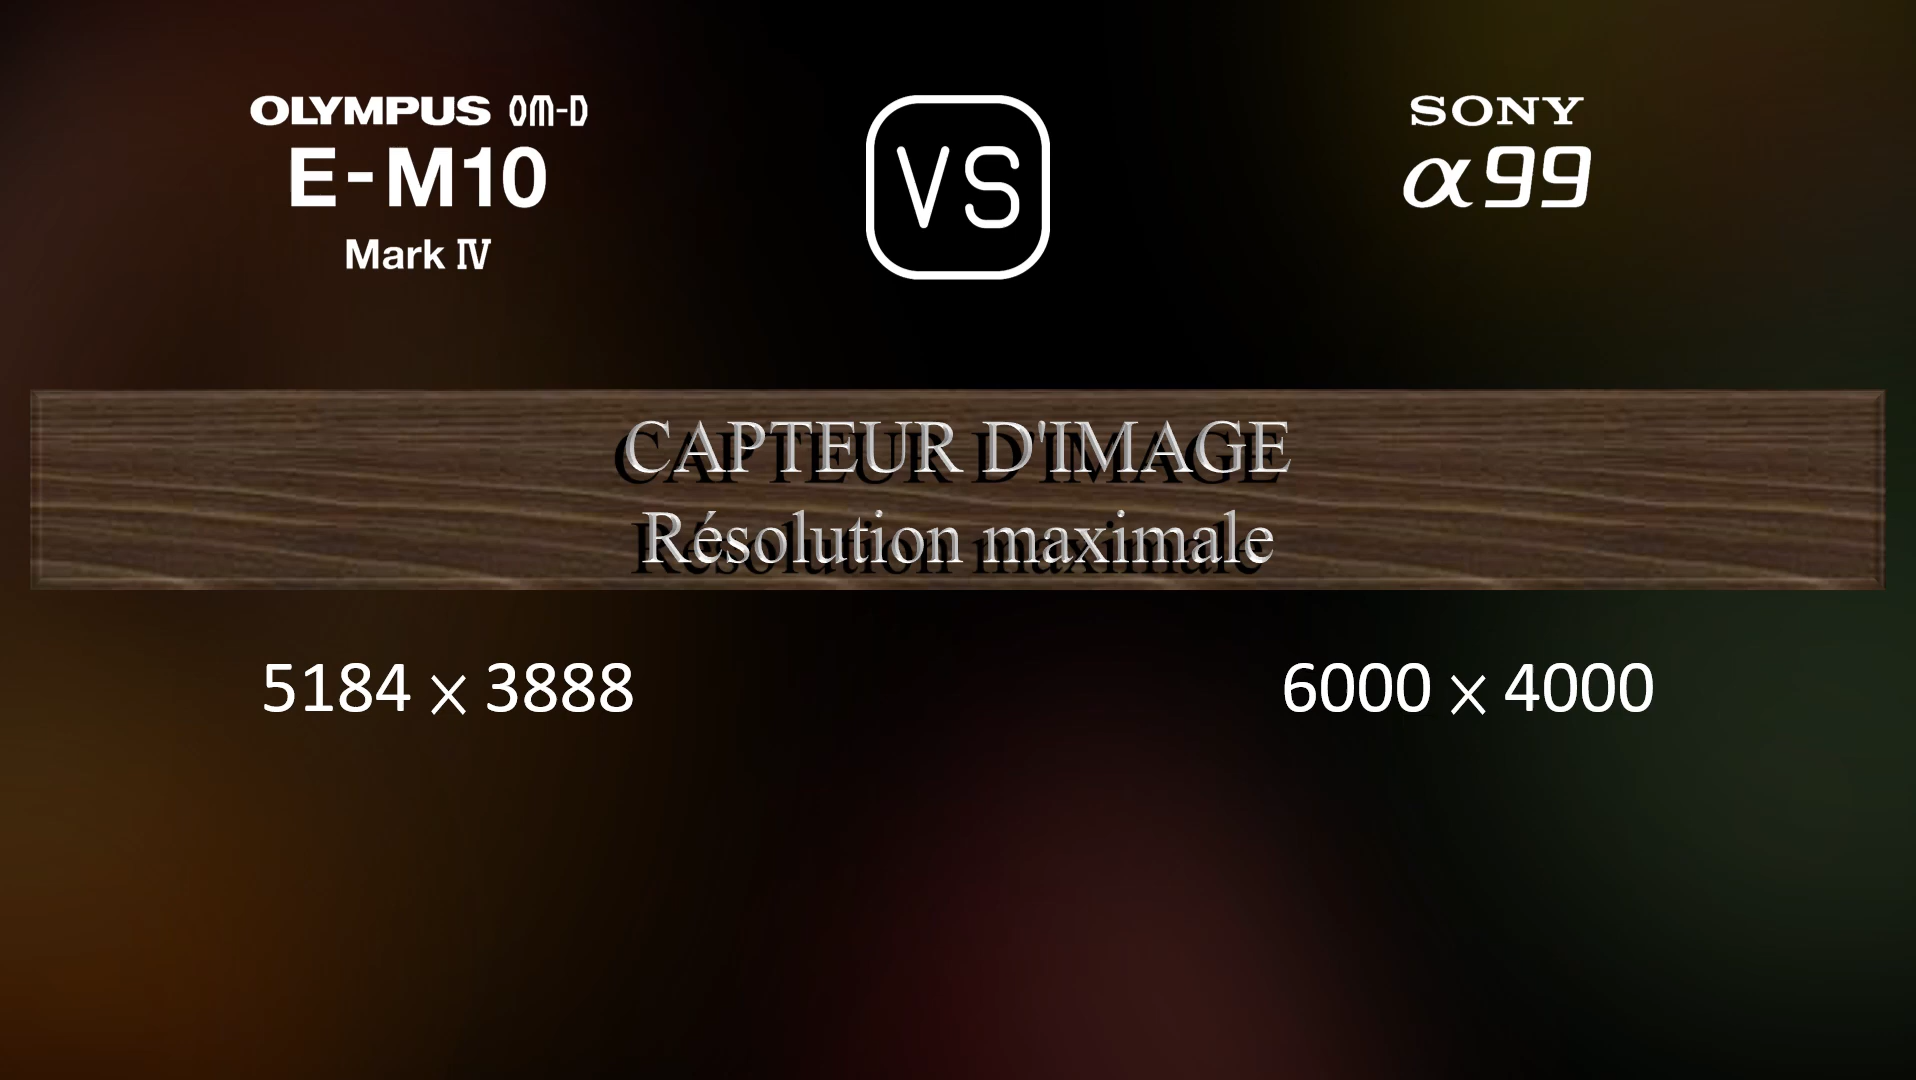 OLYMPUS OM-D
E-M10
Mark IV
VS
SONY
α99
CAPTEUR D'IMAGE
Résolution maximale
5184 x 3888
6000 x 4000